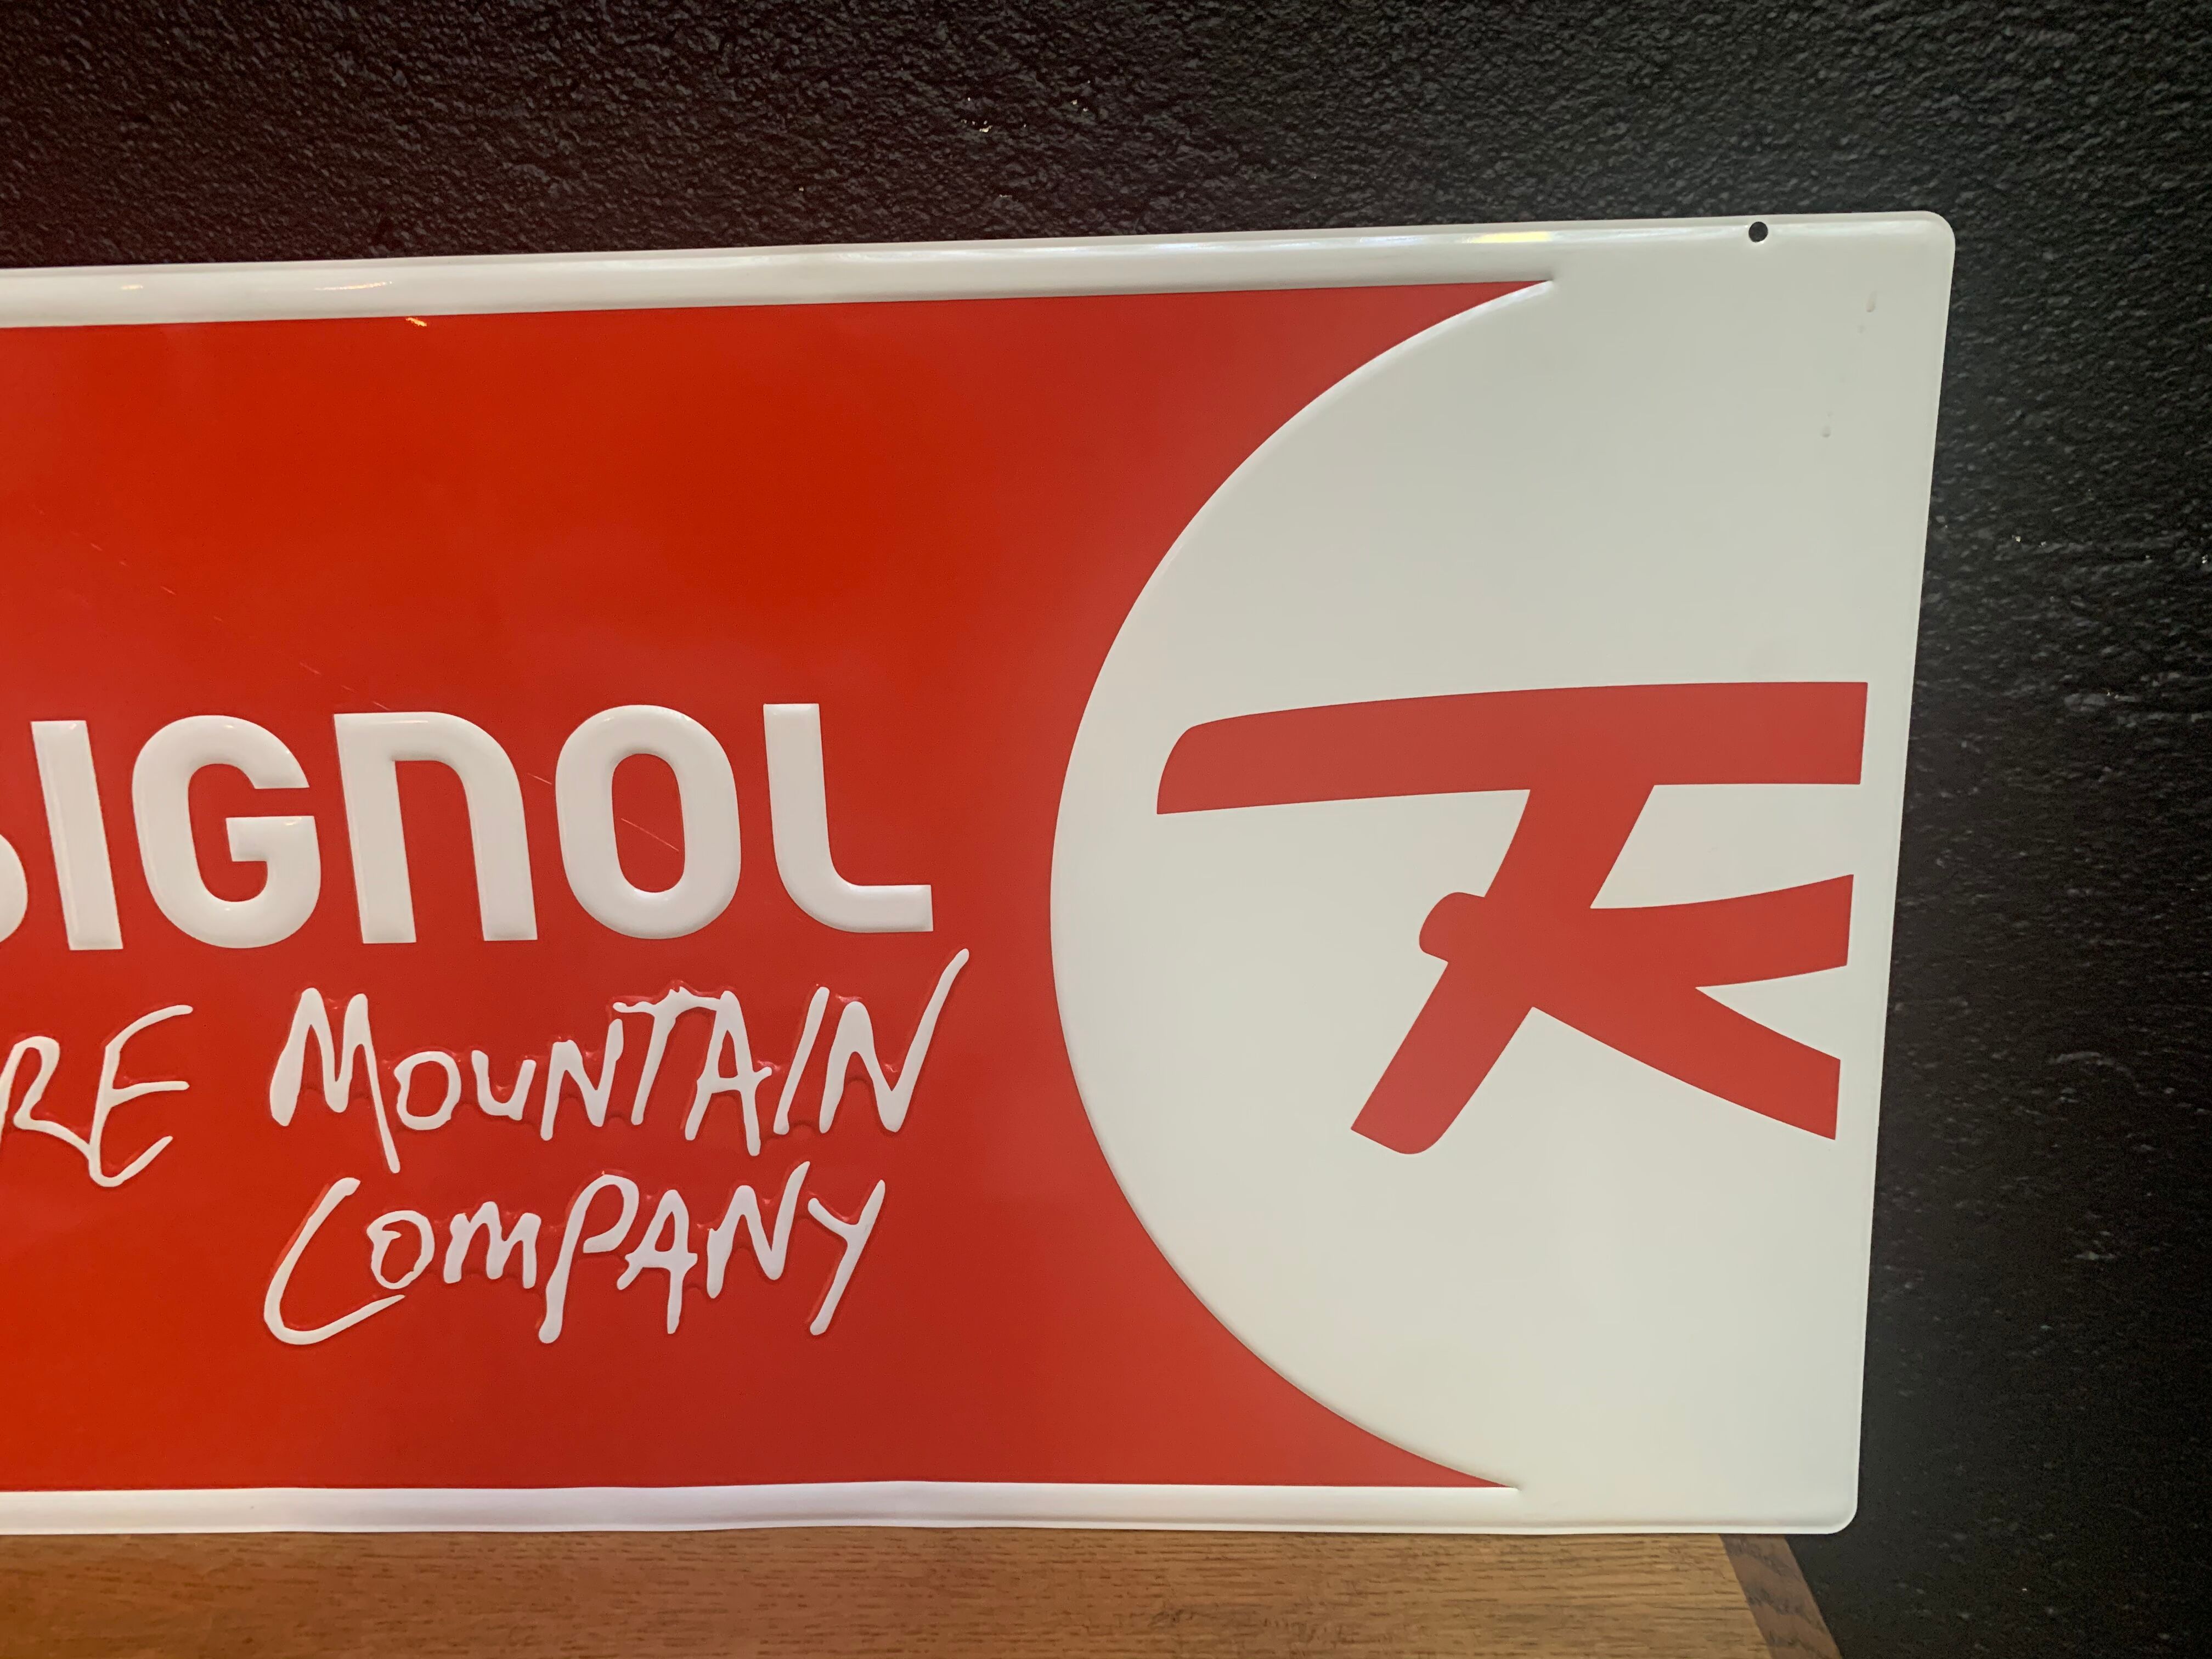 SIGNOL
RE MOUNTAIN
COMPANY
R